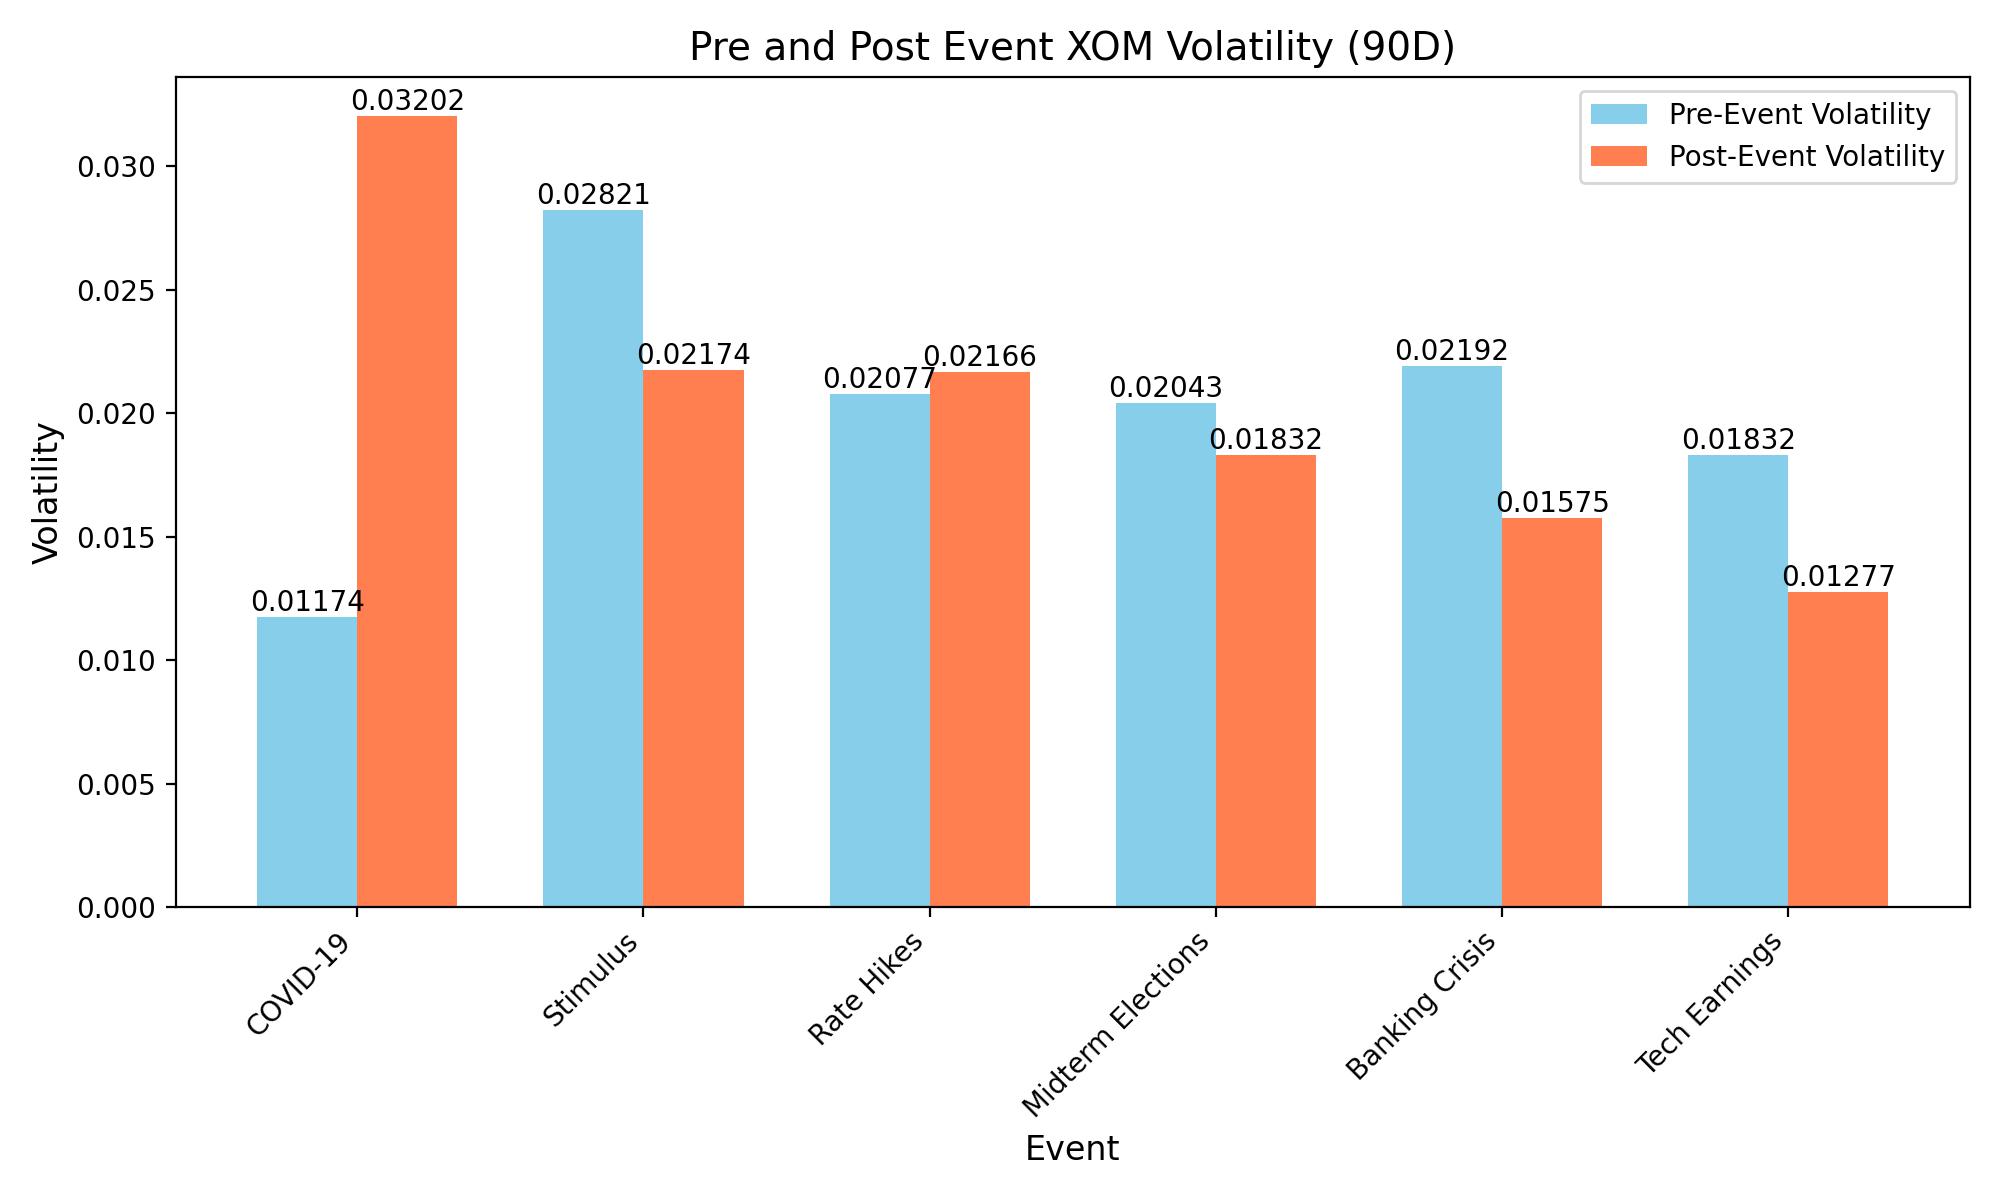 Pre and Post Event XOM Volatility (90D)
Pre-Event Volatility
Post-Event Volatility
Volatility
0.030
0.025
0.020
0.015
0.010
0.005
0.000
0.01174
0.03202
0.02821
0.02174
0.02077
0.02166
0.02043
0.01832
0.02192
0.01575
0.01832
0.01277
COVID-19
Stimulus
Rate Hikes
Midterm Elections
Banking Crisis
Tech Earnings
Event